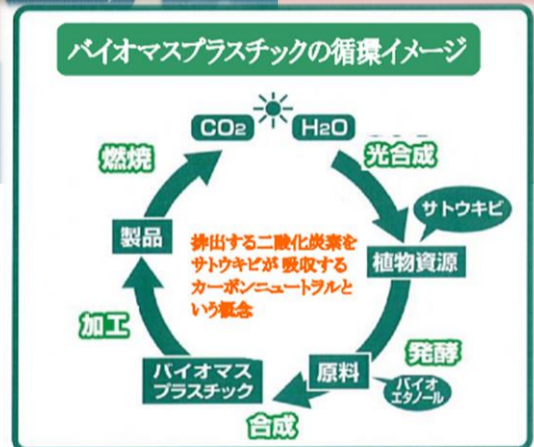 バイオマスプラスチックの循環イメージ
CO2
H2O
燃焼
光合成
サトウキビ
製品
植物資源
排出する二酸化炭素を
サトウキビが吸収する
カーボンニュートラルと
いう概念
加工
発酵
バイオマス
プラスチック
原料
バイオ
エタノール
合成